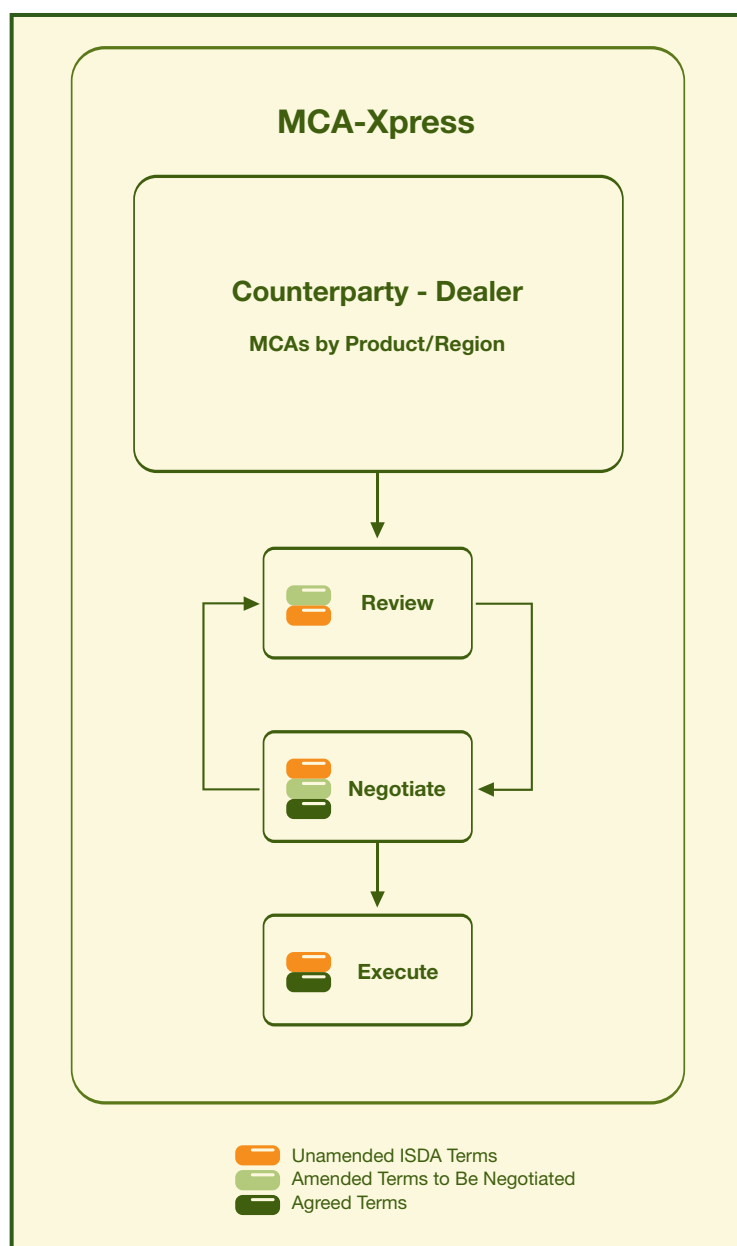 MCA-Xpress
Counterparty - Dealer
MCAs by Product/Region
Review
Negotiate
Execute
Unamended ISDA Terms
Amended Terms to Be Negotiated
Agreed Terms